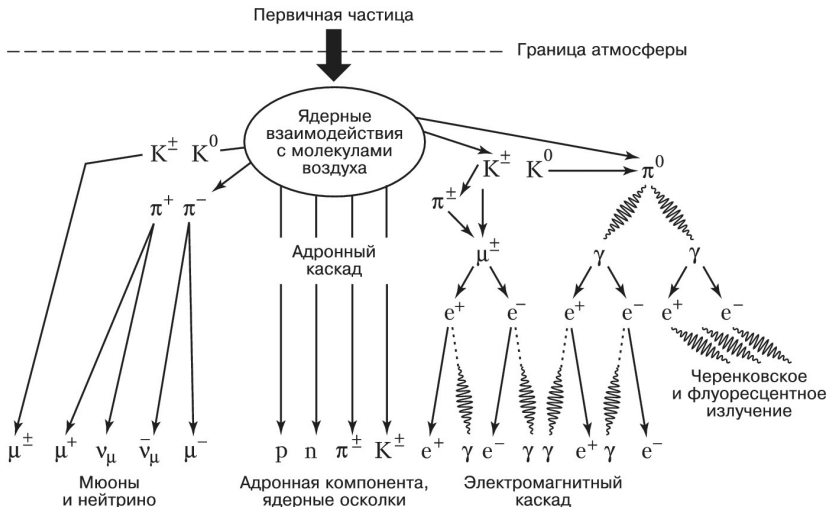 Первичная частица
Граница атмосферы
Ядерные
взаимодействия
с молекулами
воздуха
K± K⁰
π⁺ π⁻
K± K⁰
π⁰
π±
μ±
Адронный
каскад
γ γ
e⁺ e⁻ e⁺ e⁻ e⁺ e⁻
Черенковское
и флуоресцентное
излучение
μ± μ⁺ νμ ν̄μ μ⁻ p n π± K± e⁺ γ e⁻ γ γ e⁺ γ e⁻
Мюоны
и нейтрино
Адронная компонента,
ядерные осколки
Электромагнитный
каскад